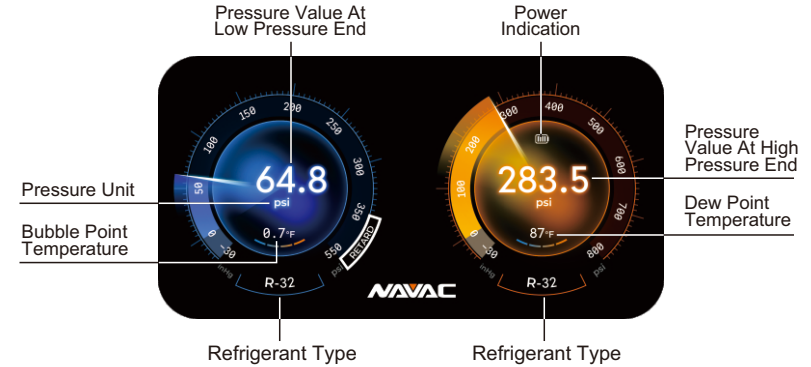 Pressure Value At
Low Pressure End
Power
Indication
Pressure
Value At High
Pressure End
Pressure Unit
Dew Point
Temperature
Bubble Point
Temperature
-30
0
50
100
150
200
250
300
350
550
inHg
psi
RETARD
64.8
psi
0.7°F
R-32
-30
0
100
200
300
400
500
600
700
800
inHg
psi
283.5
psi
87°F
R-32
NAVAC
Refrigerant Type
Refrigerant Type